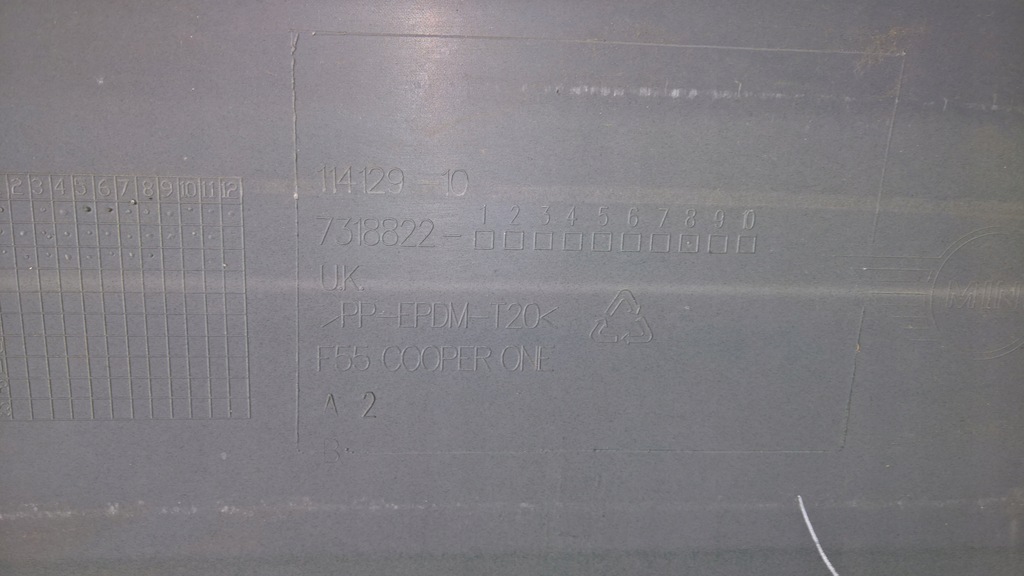 2 3 4 5 6 7 8 9 10 11 12
114129 - 10
1 2 3 4 5 6 7 8 9 0
7318822-
UK
>PP-EPDM-T20<
F55 COOPER ONE
A 2
B
MINI